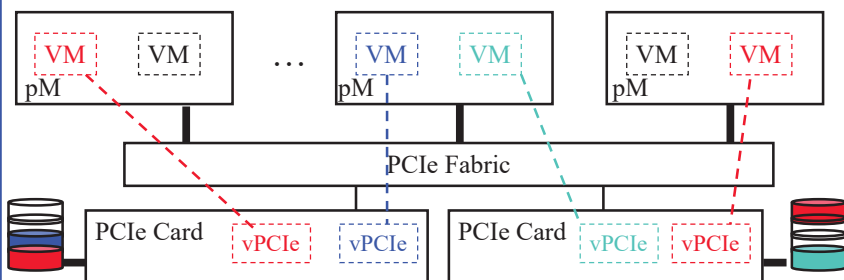 VM VM … VM VM VM VM
pM pM pM
PCIe Fabric
PCIe Card vPCIe vPCIe PCIe Card vPCIe vPCIe